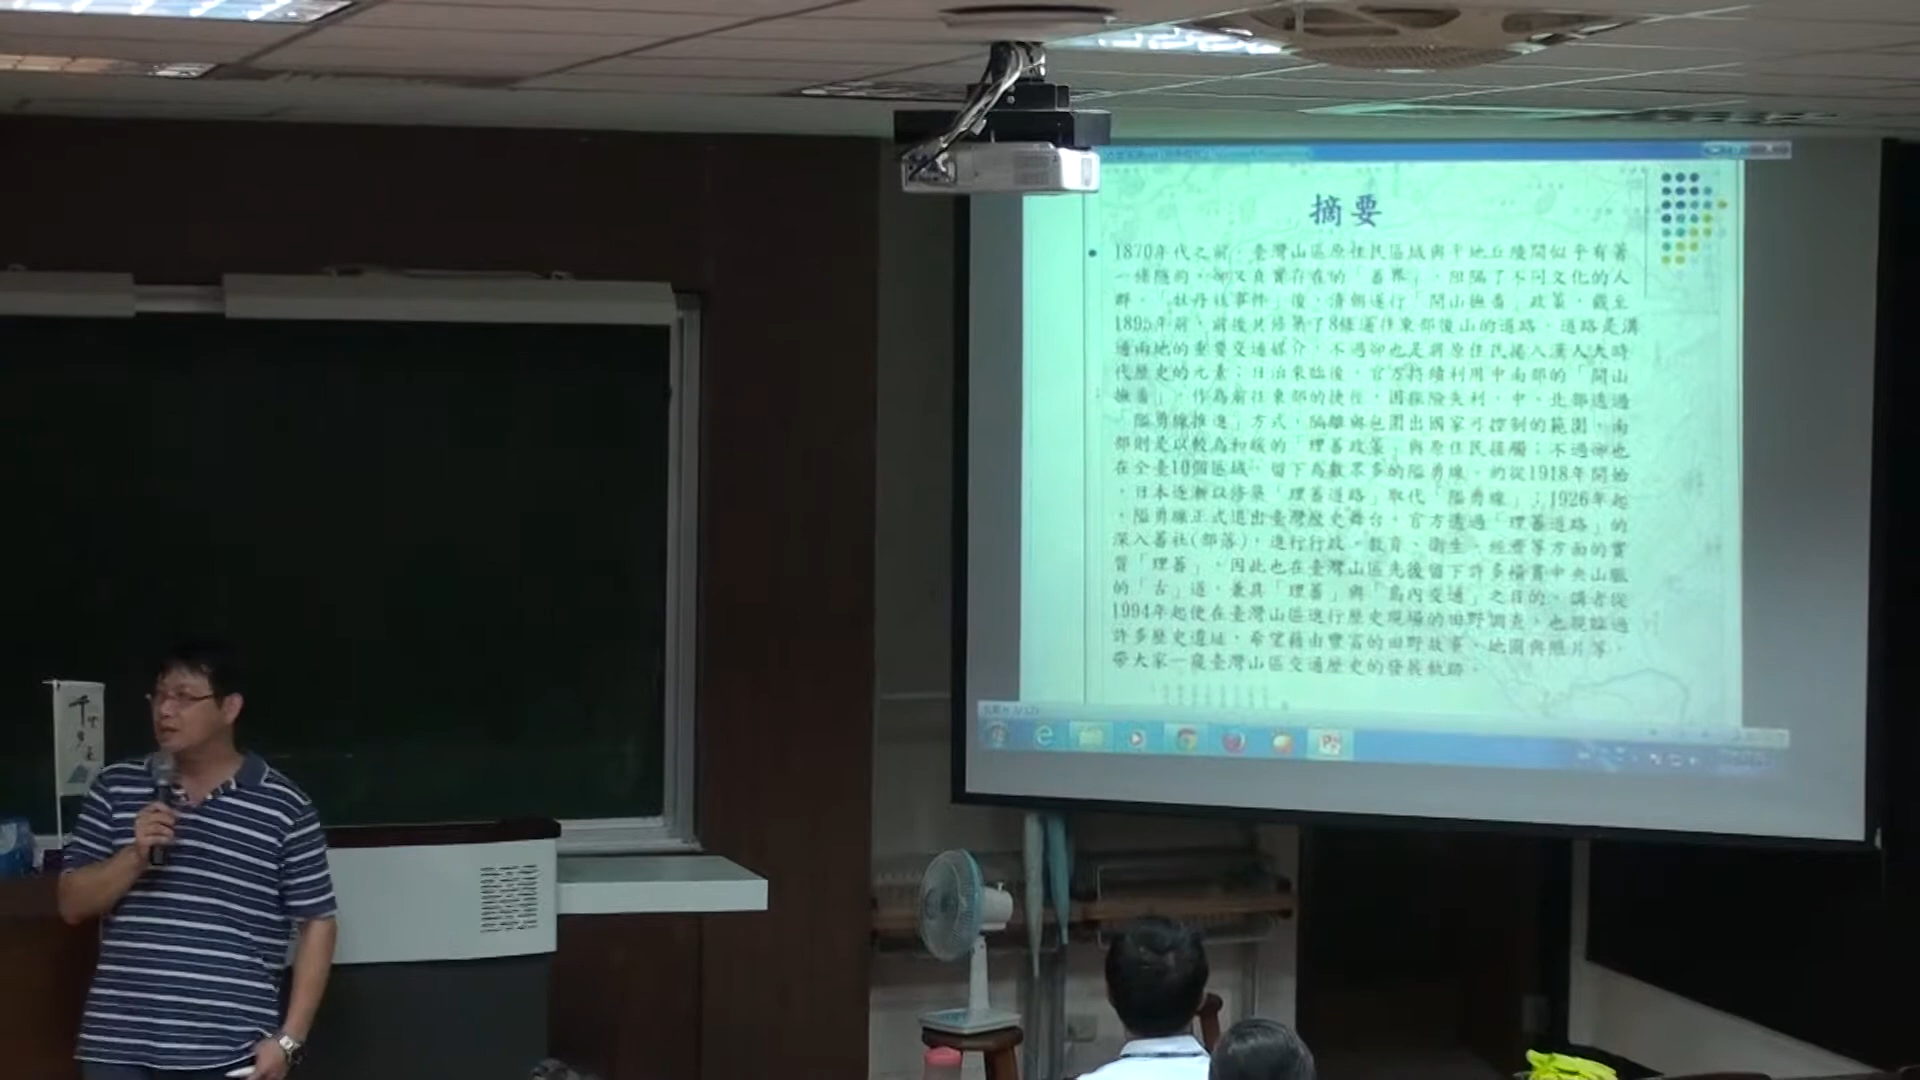 摘要
1870年代之前，臺灣山區原住民區域與平地丘陵間似乎有著
一條隱約，卻又真實存在的「蕃界」，阻隔了不同文化的人
群。「牡丹社事件」後，清朝遂行「開山撫番」政策，截至
1895年前，前後共修築了8條通往東部後山的道路。道路是溝
通兩地的重要交通媒介，不過卻也是將原住民捲入漢人大時
代歷史的元素；日治來臨後，官方持續利用中南部的「開山
撫番」，作為前往東部的捷徑，因探險失利，中、北部透過
「隘勇線推進」方式，隔離與包圍出國家可控制的範圍，南
部則是以較為和緩的「理蕃政策」與原住民接觸；不過卻也
在全臺10個區域，留下為數眾多的隘勇線。約從1918年開始
，日本逐漸以修築「理蕃道路」取代「隘勇線」；1926年起
，隘勇線正式退出臺灣歷史舞台，官方透過「理蕃道路」的
深入蕃社(部落)，進行行政、教育、衛生、經濟等方面的實
質「理蕃」，因此也在臺灣山區先後留下許多橫貫中央山脈
的「古」道，兼具「理蕃」與「島內交通」之目的。講者從
1994年起便在臺灣山區進行歷史現場的田野調查，也親臨過
許多歷史遺址，希望藉由豐富的田野故事、地圖與照片等，
帶大家一窺臺灣山區交通歷史的發展軌跡。
千里